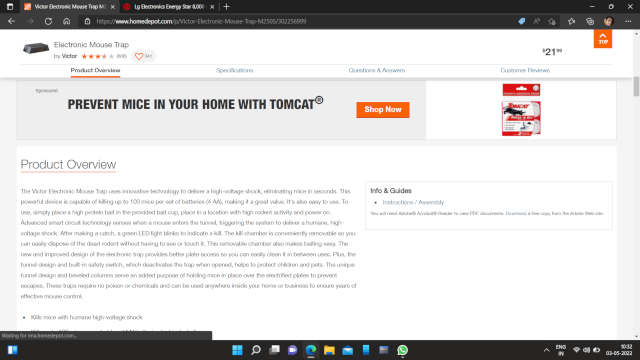 Victor Electronic Mouse Trap M2
Lg Electronics Energy Star 8,000
https://www.homedepot.com/p/Victor-Electronic-Mouse-Trap-M250S/302256999
Electronic Mouse Trap
by Victor (608) 341
$21 99
TOP
Product Overview Specifications Questions & Answers Customer Reviews
Sponsored
PREVENT MICE IN YOUR HOME WITH TOMCAT®
Shop Now
TOMCAT
Product Overview
The Victor Electronic Mouse Trap uses innovative technology to deliver a high-voltage shock, eliminating mice in seconds. This
powerful device is capable of killing up to 100-mice per set of batteries (4 AA), making it a great value. It's also easy to use. To
use, simply place a high protein bait in the provided bait cup, place in a location with high rodent activity and power on.
Advanced smart circuit technology senses when a mouse enters the tunnel, triggering the system to deliver a humane, high-
voltage shock. After making a catch, a green LED light blinks to indicate a kill. The kill chamber is conveniently removable so you
can easily dispose of the dead rodent without having to see or touch it. This removable chamber also makes baiting easy. The
new and improved design of the electronic trap provides better plate access so you can easily clean it in between uses. Plus, the
tunnel design and built-in safety switch, which deactivates the trap when opened, helps to protect children and pets. The unique
tunnel design and beveled columns serve an added purpose of holding mice in place over the electrified plates to prevent
escapes. These traps require no poison or chemicals and can be used anywhere inside your home or business to ensure years of
effective mouse control.
Kills mice with humane high-voltage shock
Info & Guides
Instructions / Assembly
You will need Adobe® Acrobat® Reader to view PDF documents. Download a free copy from the Adobe Web site.
Waiting for nna.homedepot.com...
ENG
IN
10:32
03-05-2022